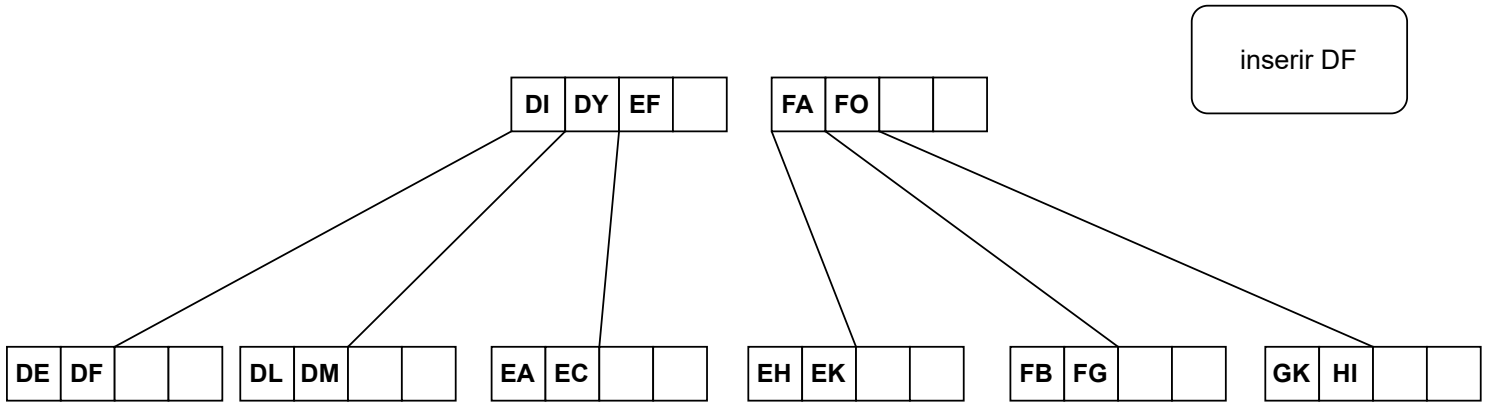 inserir DF
DI DY EF
FA FO
DE DF
DL DM
EA EC
EH EK
FB FG
GK HI